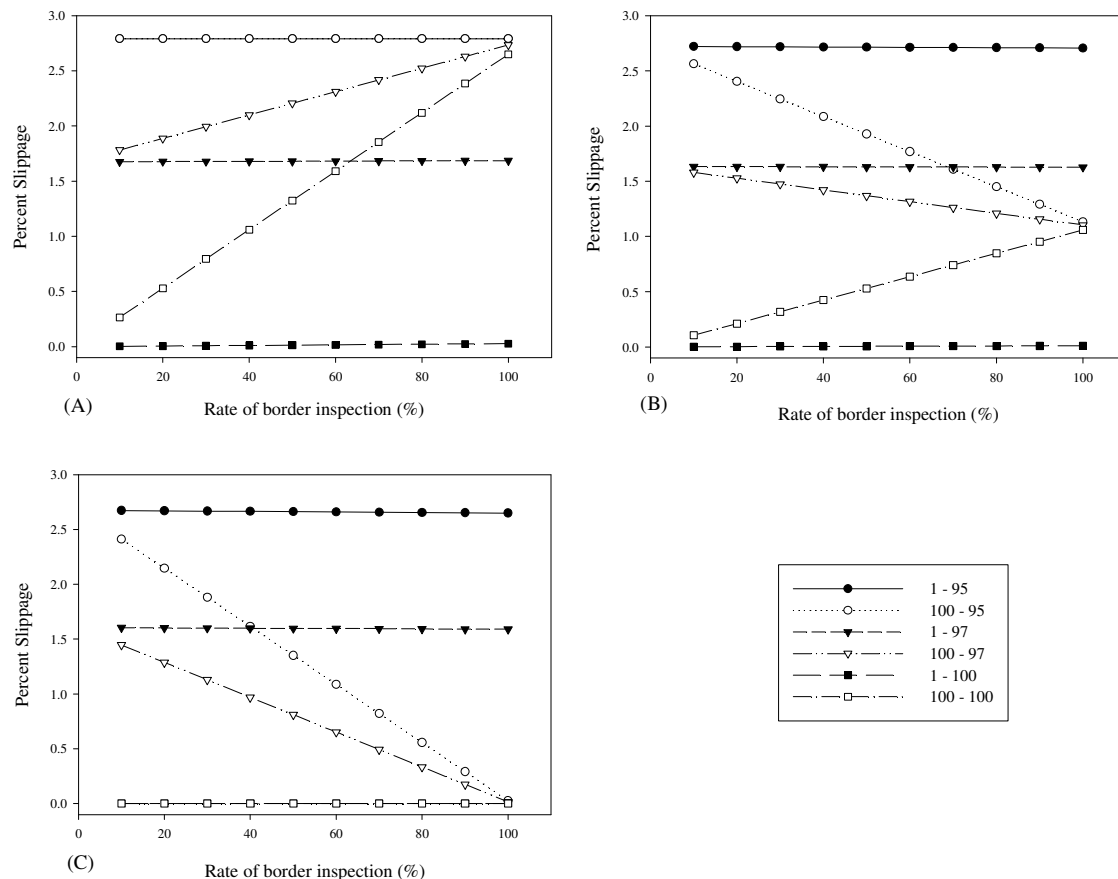 3.0
2.5
2.0
1.5
1.0
0.5
0.0
Percent Slippage
0 20 40 60 80 100
Rate of border inspection (%)
(A)
3.0
2.5
2.0
1.5
1.0
0.5
0.0
Percent Slippage
0 20 40 60 80 100
Rate of border inspection (%)
(B)
3.0
2.5
2.0
1.5
1.0
0.5
0.0
Percent Slippage
0 20 40 60 80 100
Rate of border inspection (%)
(C)
1 - 95
100 - 95
1 - 97
100 - 97
1 - 100
100 - 100